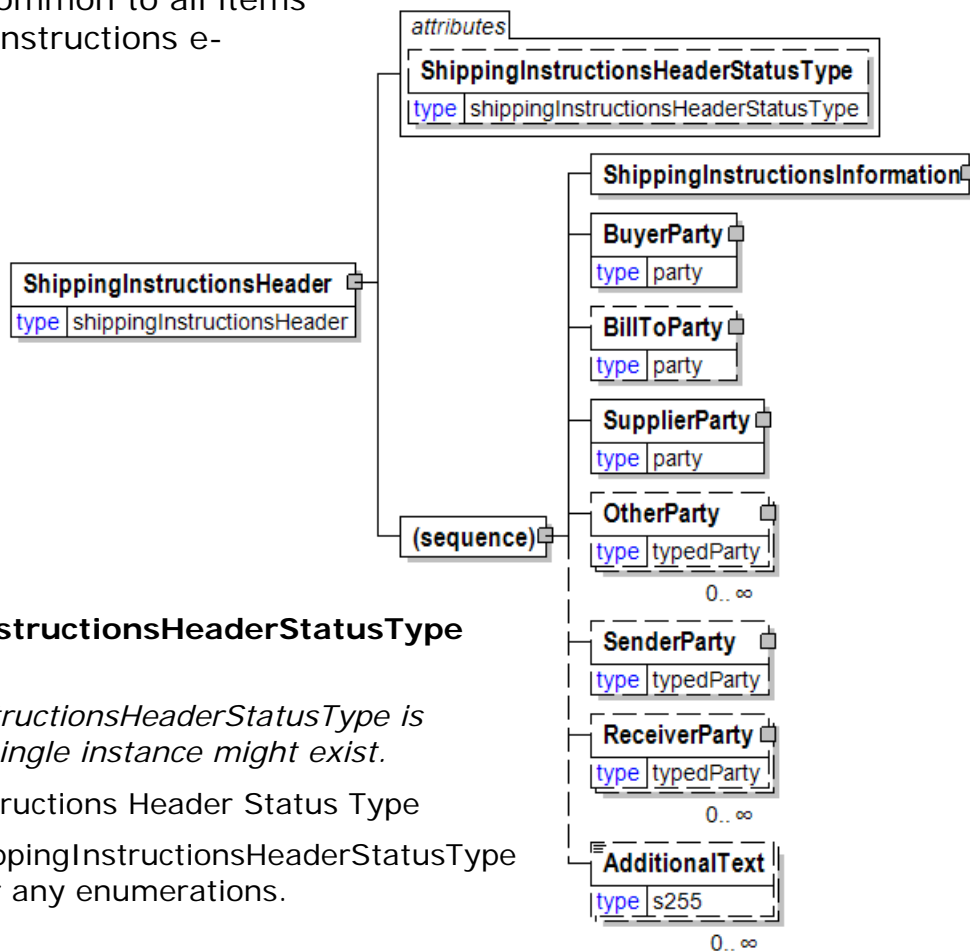 ommon to all items
nstructions e-
attributes
ShippingInstructionsHeaderStatusType
type shippingInstructionsHeaderStatusType
ShippingInstructionsInformation
BuyerParty
type party
ShippingInstructionsHeader
type shippingInstructionsHeader
BillToParty
type party
SupplierParty
type party
(sequence)
OtherParty
type typedParty
0.. ∞
structionsHeaderStatusType
SenderParty
type typedParty
tructionsHeaderStatusType is
ingle instance might exist.
ReceiverParty
type typedParty
0.. ∞
ructions Header Status Type
ppingInstructionsHeaderStatusType
r any enumerations.
AdditionalText
type s255
0.. ∞